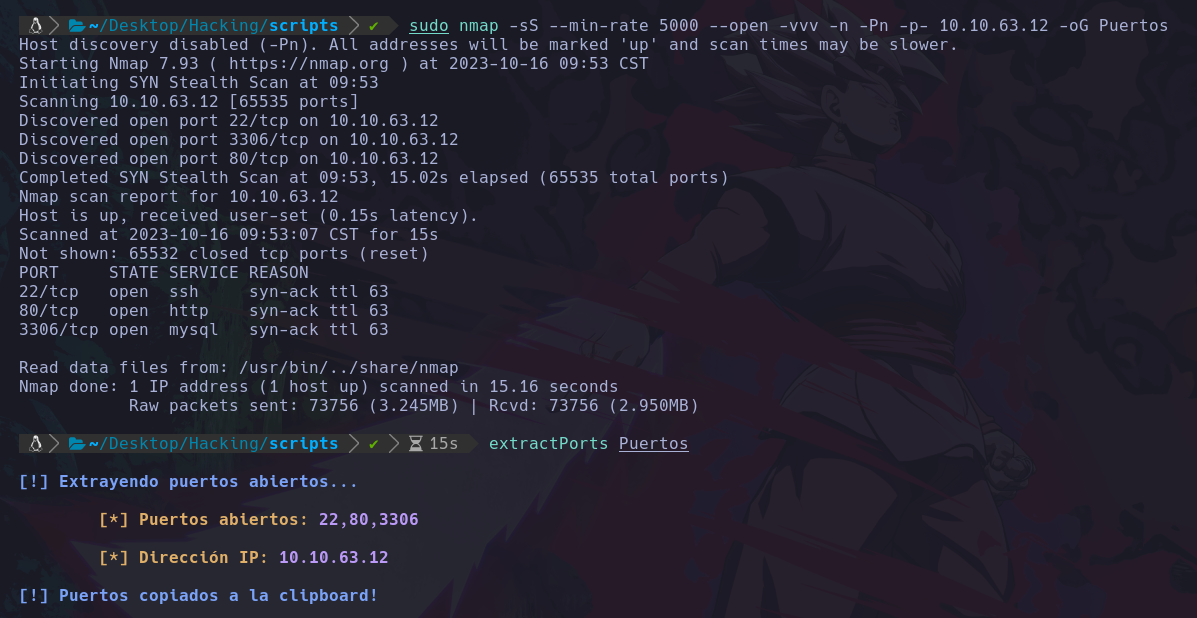 ~/Desktop/Hacking/scripts ✔ sudo nmap -sS --min-rate 5000 --open -vvv -n -Pn -p- 10.10.63.12 -oG Puertos
Host discovery disabled (-Pn). All addresses will be marked 'up' and scan times may be slower.
Starting Nmap 7.93 ( https://nmap.org ) at 2023-10-16 09:53 CST
Initiating SYN Stealth Scan at 09:53
Scanning 10.10.63.12 [65535 ports]
Discovered open port 22/tcp on 10.10.63.12
Discovered open port 3306/tcp on 10.10.63.12
Discovered open port 80/tcp on 10.10.63.12
Completed SYN Stealth Scan at 09:53, 15.02s elapsed (65535 total ports)
Nmap scan report for 10.10.63.12
Host is up, received user-set (0.15s latency).
Scanned at 2023-10-16 09:53:07 CST for 15s
Not shown: 65532 closed tcp ports (reset)
PORT     STATE SERVICE REASON
22/tcp   open  ssh     syn-ack ttl 63
80/tcp   open  http    syn-ack ttl 63
3306/tcp open  mysql   syn-ack ttl 63
Read data files from: /usr/bin/../share/nmap
Nmap done: 1 IP address (1 host up) scanned in 15.16 seconds
           Raw packets sent: 73756 (3.245MB) | Rcvd: 73756 (2.950MB)
~/Desktop/Hacking/scripts ✔ 15s extractPorts Puertos
[!] Extrayendo puertos abiertos...
[*] Puertos abiertos: 22,80,3306
[*] Dirección IP: 10.10.63.12
[!] Puertos copiados a la clipboard!